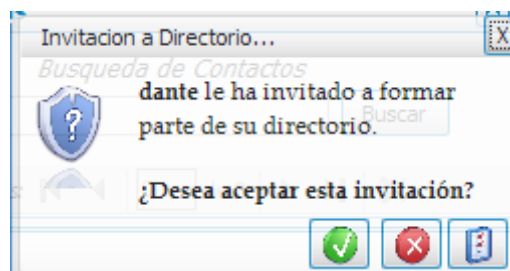 Invitacion a Directorio...
X
Busqueda de Contactos
dante le ha invitado a formar
parte de su directorio.
Buscar
¿Desea aceptar esta invitación?